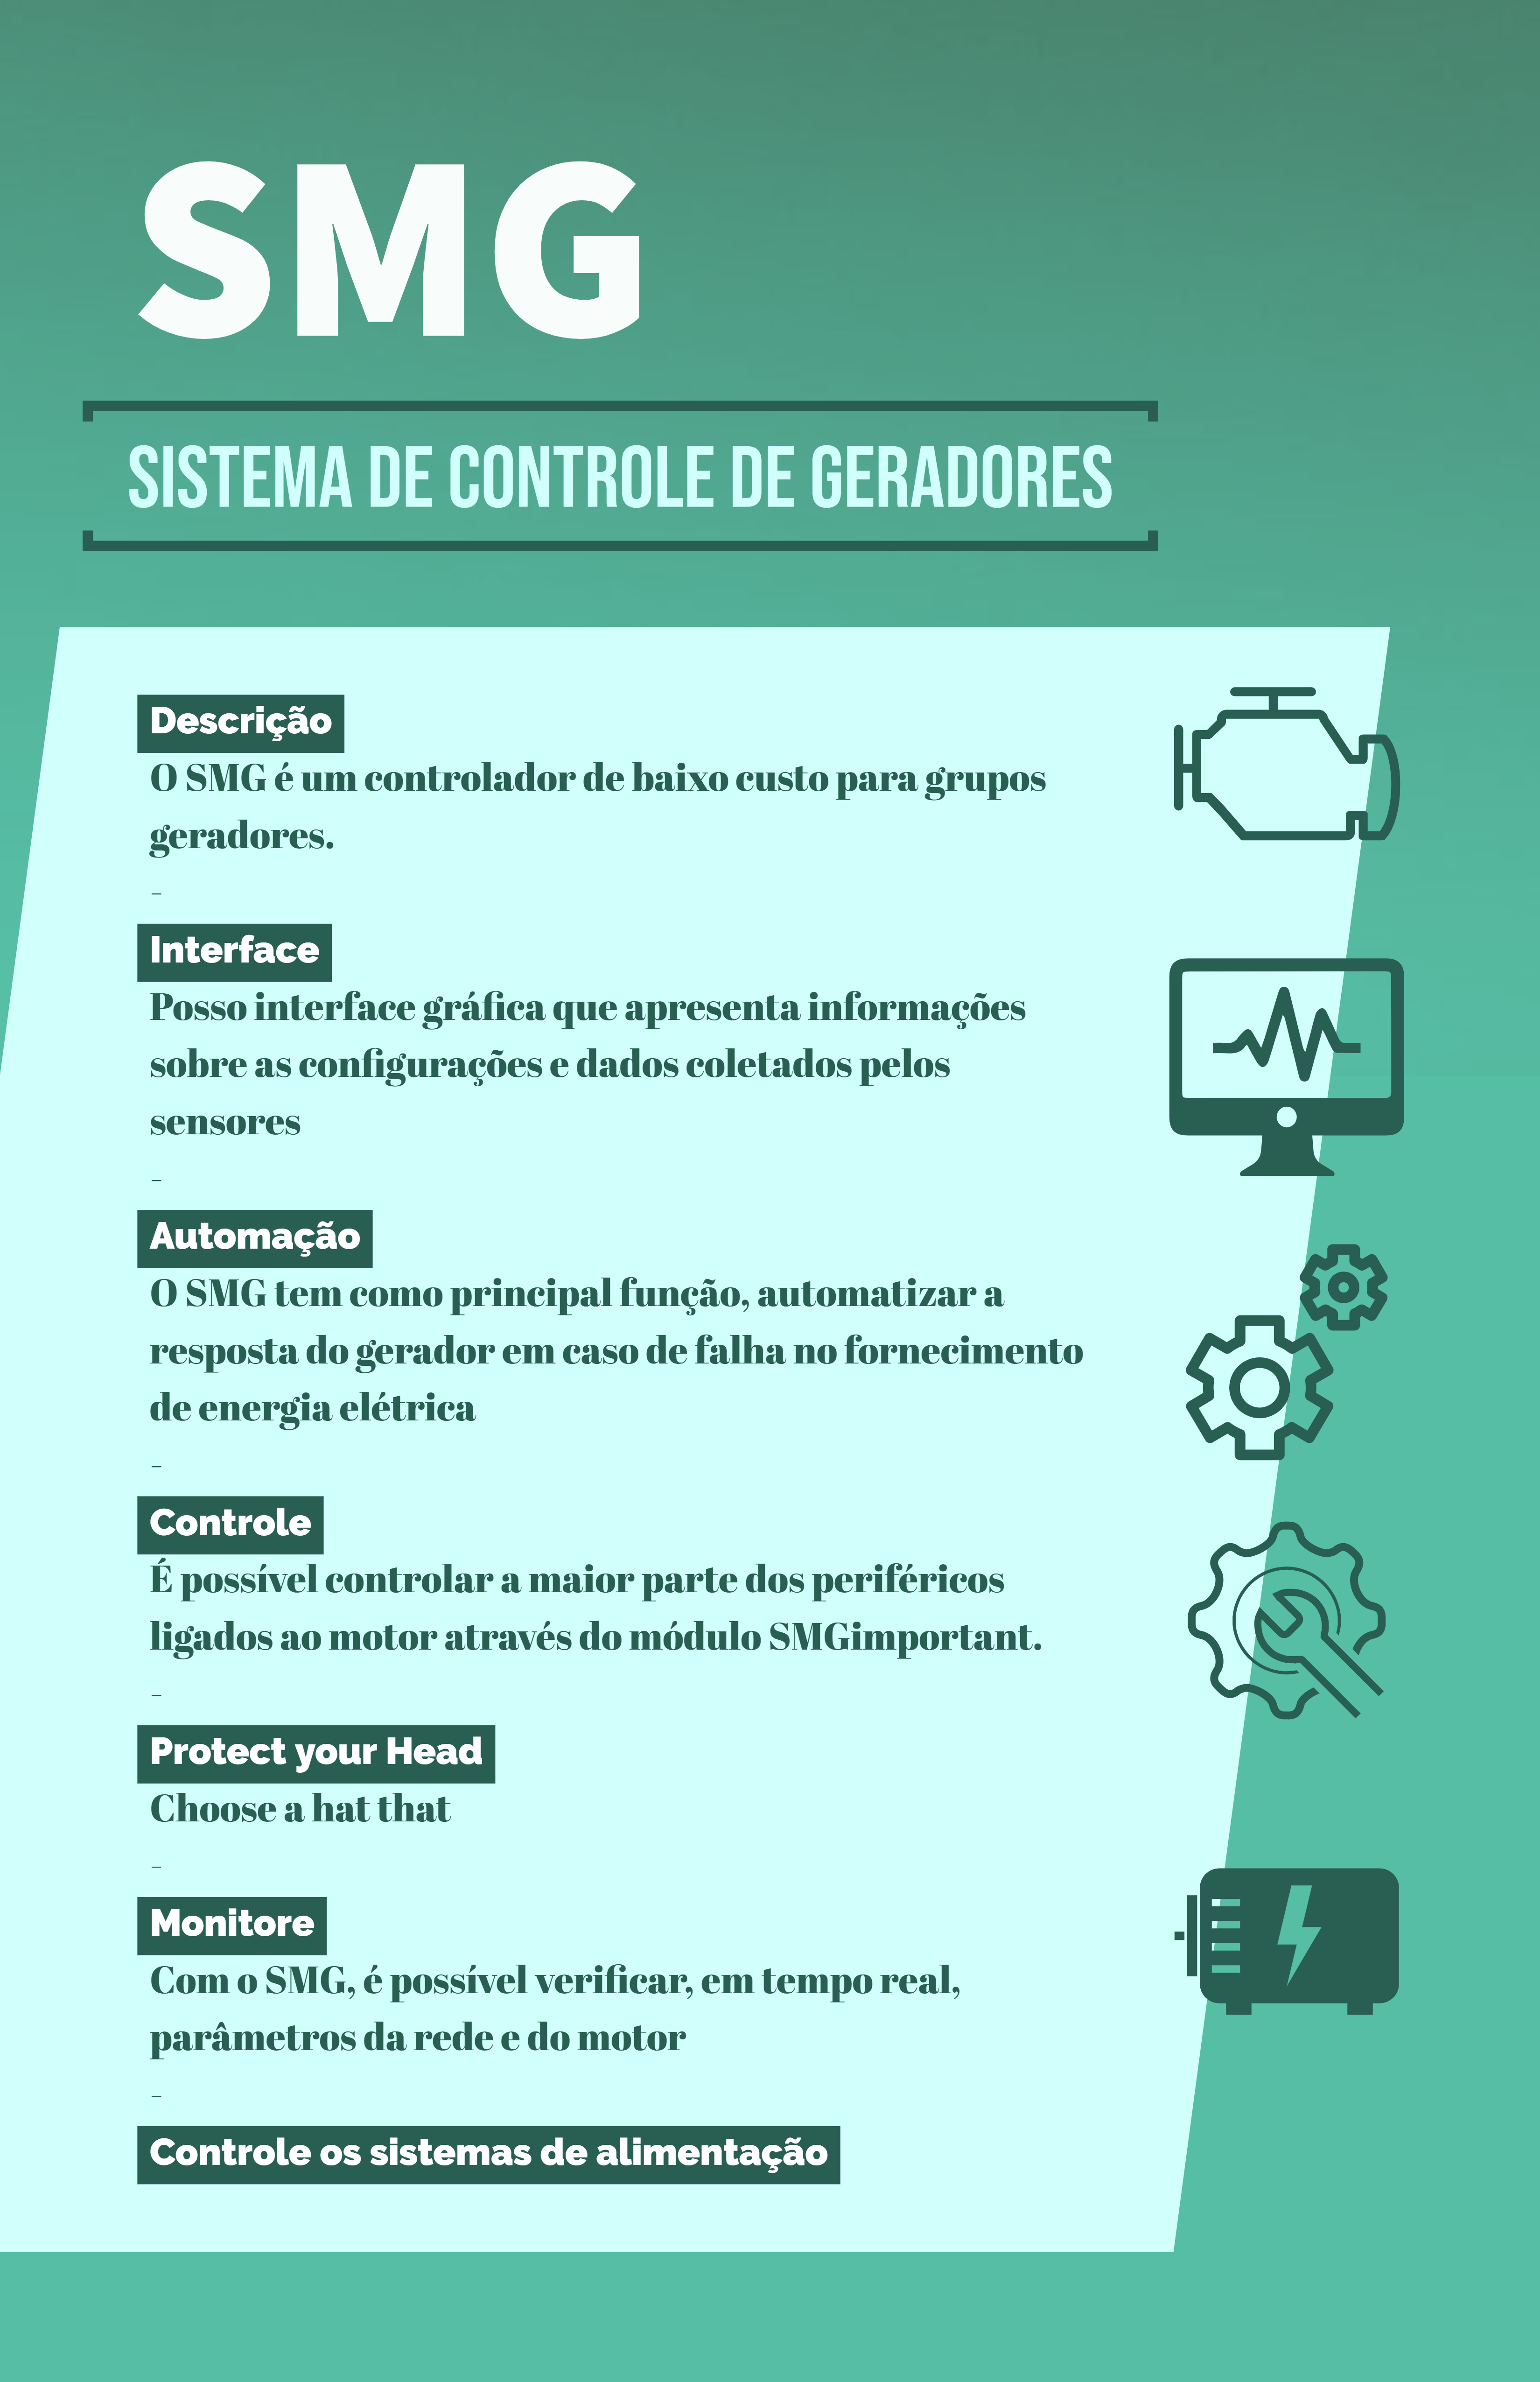 SMG
SISTEMA DE CONTROLE DE GERADORES
Descrição
O SMG é um controlador de baixo custo para grupos
geradores.
-
Interface
Posso interface gráfica que apresenta informações
sobre as configurações e dados coletados pelos
sensores
-
Automação
O SMG tem como principal função, automatizar a
resposta do gerador em caso de falha no fornecimento
de energia elétrica
-
Controle
É possível controlar a maior parte dos periféricos
ligados ao motor através do módulo SMGimportant.
-
Protect your Head
Choose a hat that
-
Monitore
Com o SMG, é possível verificar, em tempo real,
parâmetros da rede e do motor
-
Controle os sistemas de alimentação